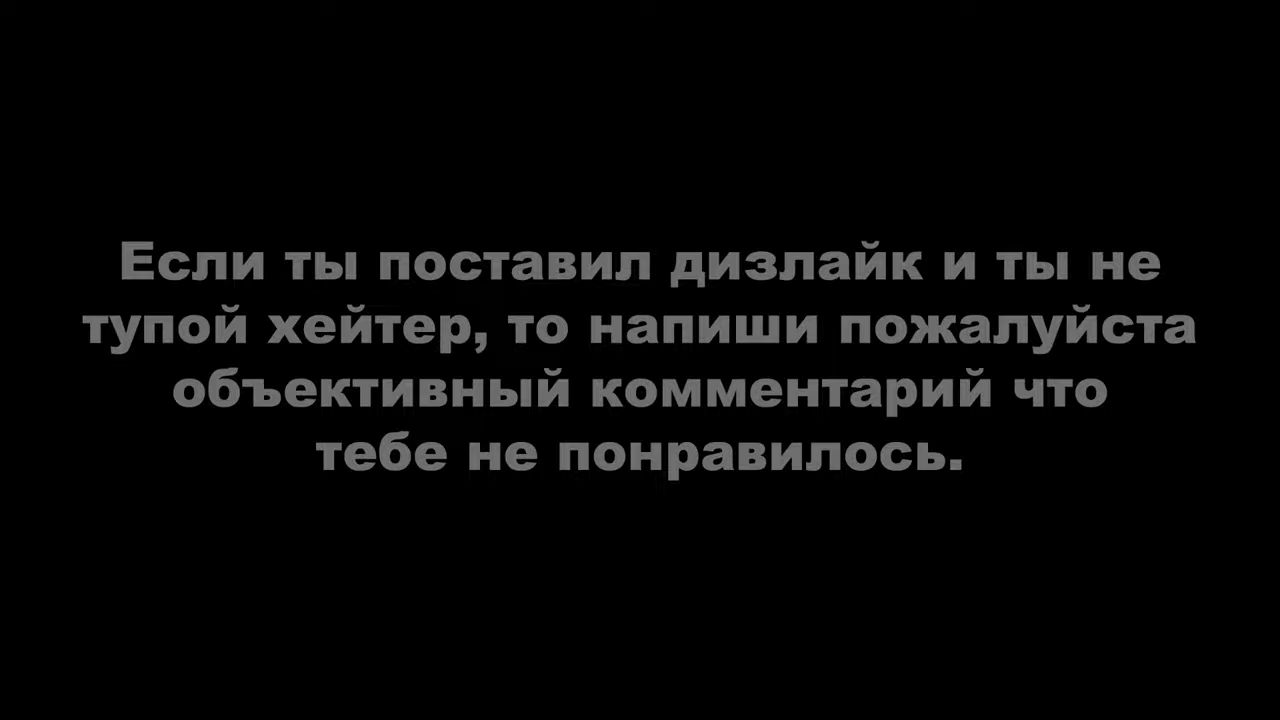 Если ты поставил дизлайк и ты не
тупой хейтер, то напиши пожалуйста
объективный комментарий что
тебе не понравилось.